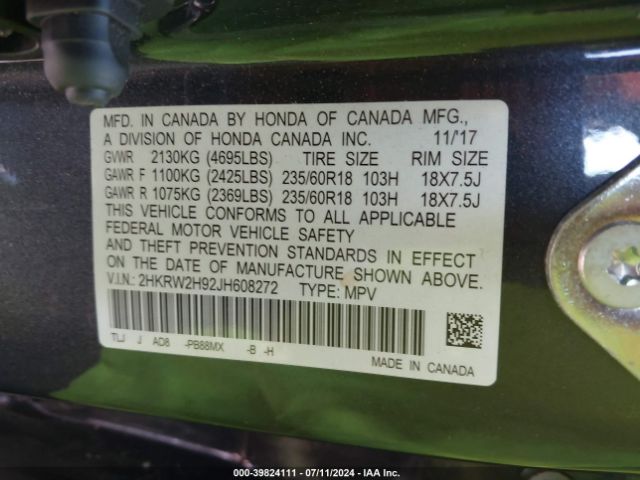 MFD. IN CANADA BY HONDA OF CANADA MFG.,
A DIVISION OF HONDA CANADA INC. 11/'17
GVWR 2130KG (4695LBS) TIRE SIZE RIM SIZE
GAWR F 1100KG (2425LBS) 235/60R18 103H 18X7.5J
GAWR R 1075KG (2369LBS) 235/60R18 103H 18X7.5J
THIS VEHICLE CONFORMS TO ALL APPLICABLE
FEDERAL MOTOR VEHICLE SAFETY
AND THEFT PREVENTION STANDARDS IN EFFECT
ON THE DATE OF MANUFACTURE SHOWN ABOVE.
V.I.N.: 2HKRW2H92JH608272 TYPE: MPV
TLJ J AD8 -PB88MX -B -H
MADE IN CANADA
000-39824111 - 07/11/2024 - IAA Inc.